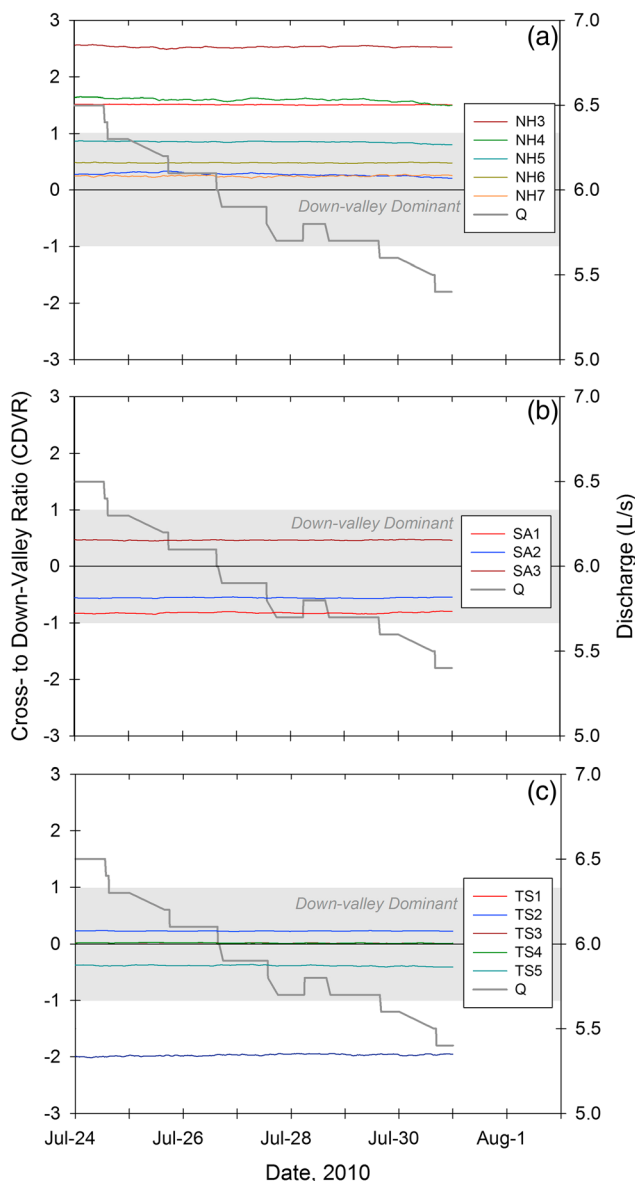 3
2
1
0
-1
-2
-3
(a)
7.0
6.5
6.0
5.5
5.0
NH3
NH4
NH5
NH6
NH7
Q
Down-valley Dominant
3
2
1
0
-1
-2
-3
(b)
7.0
6.5
6.0
5.5
5.0
Down-valley Dominant
SA1
SA2
SA3
Q
Cross- to Down-Valley Ratio (CDVR)
Discharge (L/s)
3
2
1
0
-1
-2
-3
(c)
7.0
6.5
6.0
5.5
5.0
Down-valley Dominant
TS1
TS2
TS3
TS4
TS5
Q
Jul-24
Jul-26
Jul-28
Jul-30
Aug-1
Date, 2010